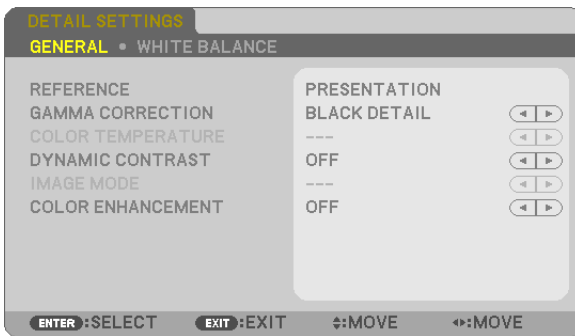 DETAIL SETTINGS
GENERAL • WHITE BALANCE
REFERENCE PRESENTATION
GAMMA CORRECTION BLACK DETAIL
COLOR TEMPERATURE ---
DYNAMIC CONTRAST OFF
IMAGE MODE ---
COLOR ENHANCEMENT OFF
ENTER :SELECT EXIT :EXIT :MOVE :MOVE